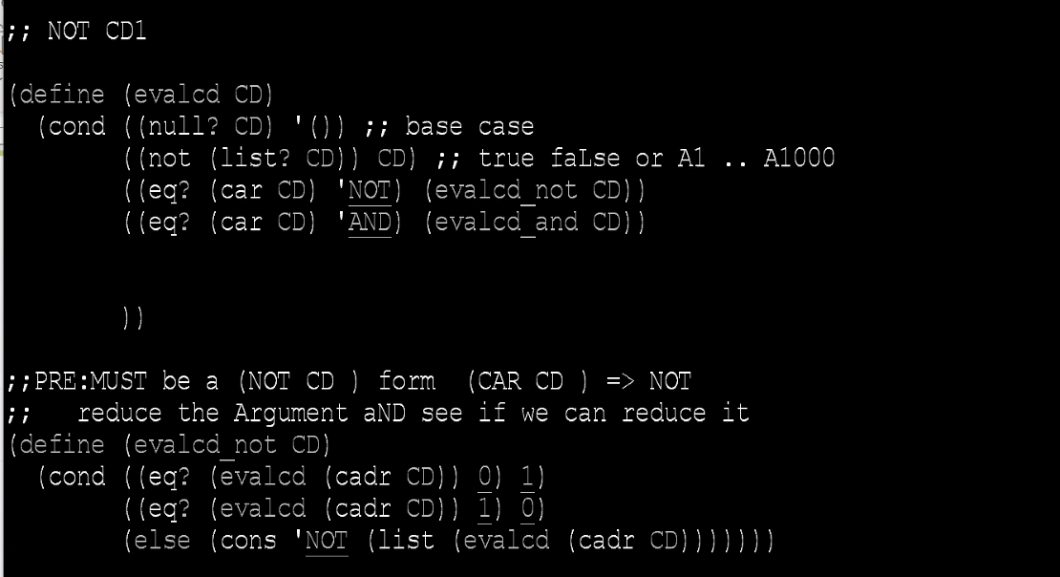 ;; NOT CD1
(define (evalcd CD)
(cond ((null? CD) '()) ;; base case
((not (list? CD)) CD) ;; true faLse or A1 .. A1000
((eq? (car CD) 'NOT) (evalcd_not CD))
((eq? (car CD) 'AND) (evalcd_and CD))
))
;;PRE:MUST be a (NOT CD ) form (CAR CD ) => NOT
;; reduce the Argument aND see if we can reduce it
(define (evalcd_not CD)
(cond ((eq? (evalcd (cadr CD)) 0) 1)
((eq? (evalcd (cadr CD)) 1) 0)
(else (cons 'NOT (list (evalcd (cadr CD)))))))